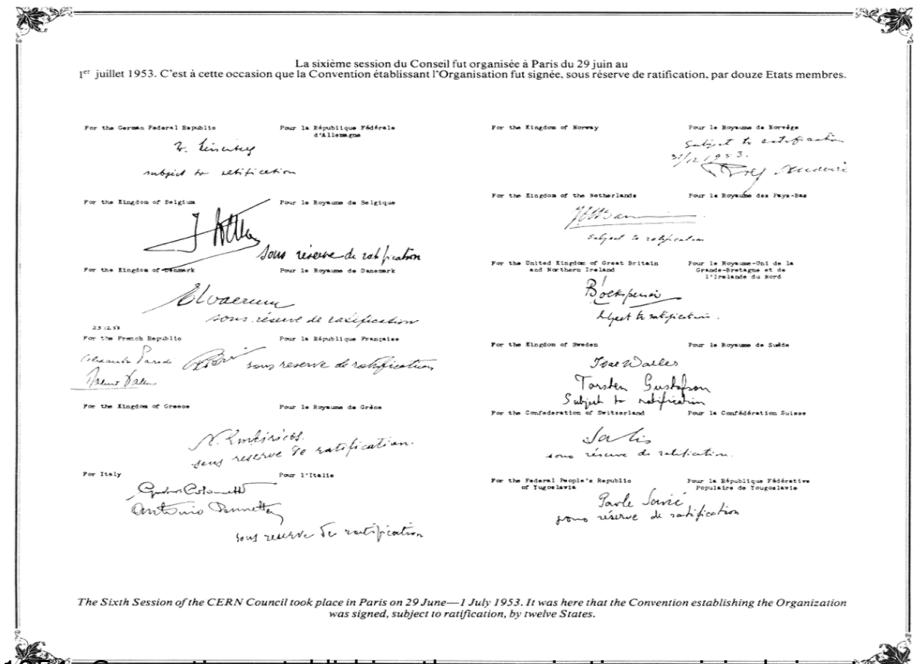 La sixième session du Conseil fut organisée à Paris du 29 juin au
1er juillet 1953. C'est à cette occasion que la Convention établissant l'Organisation fut signée, sous réserve de ratification, par douze Etats membres.
For the German Federal Republic
Pour la République Fédérale
d'Allemagne
subject to ratification
For the Kingdom of Belgium
Pour le Royaume de Belgique
sous réserve de ratification
For the Kingdom of Denmark
Pour le Royaume de Danemark
sous réserve de ratification
For the French Republic
Pour la République Française
sous reserve de ratification
For the Kingdom of Greece
Pour le Royaume de Grèce
sous reserve de ratification.
For Italy
Pour l'Italie
Antonio
sous reserve de ratification
For the Kingdom of Norway
Pour le Royaume de Norvège
Subject to ratification
31/12 1953.
For the Kingdom of the Netherlands
Pour le Royaume des Pays-Bas
subject to ratification
For the United Kingdom of Great Britain
and Northern Ireland
Pour le Royaume-Uni de la
Grande-Bretagne et de
l'Irelande du Nord
subject to ratification.
For the Kingdom of Sweden
Pour le Royaume de Suède
Torsten Gustafson
Subject to ratification
For the Confederation of Switzerland
Pour la Confédération Suisse
sous réserve de ratification.
For the Federal People's Republic
of Yugoslavia
Pour la République Fédérative
Populaire de Yougoslavie
Pavle Savić
sous réserve de ratification
The Sixth Session of the CERN Council took place in Paris on 29 June—1 July 1953. It was here that the Convention establishing the Organization
was signed, subject to ratification, by twelve States.